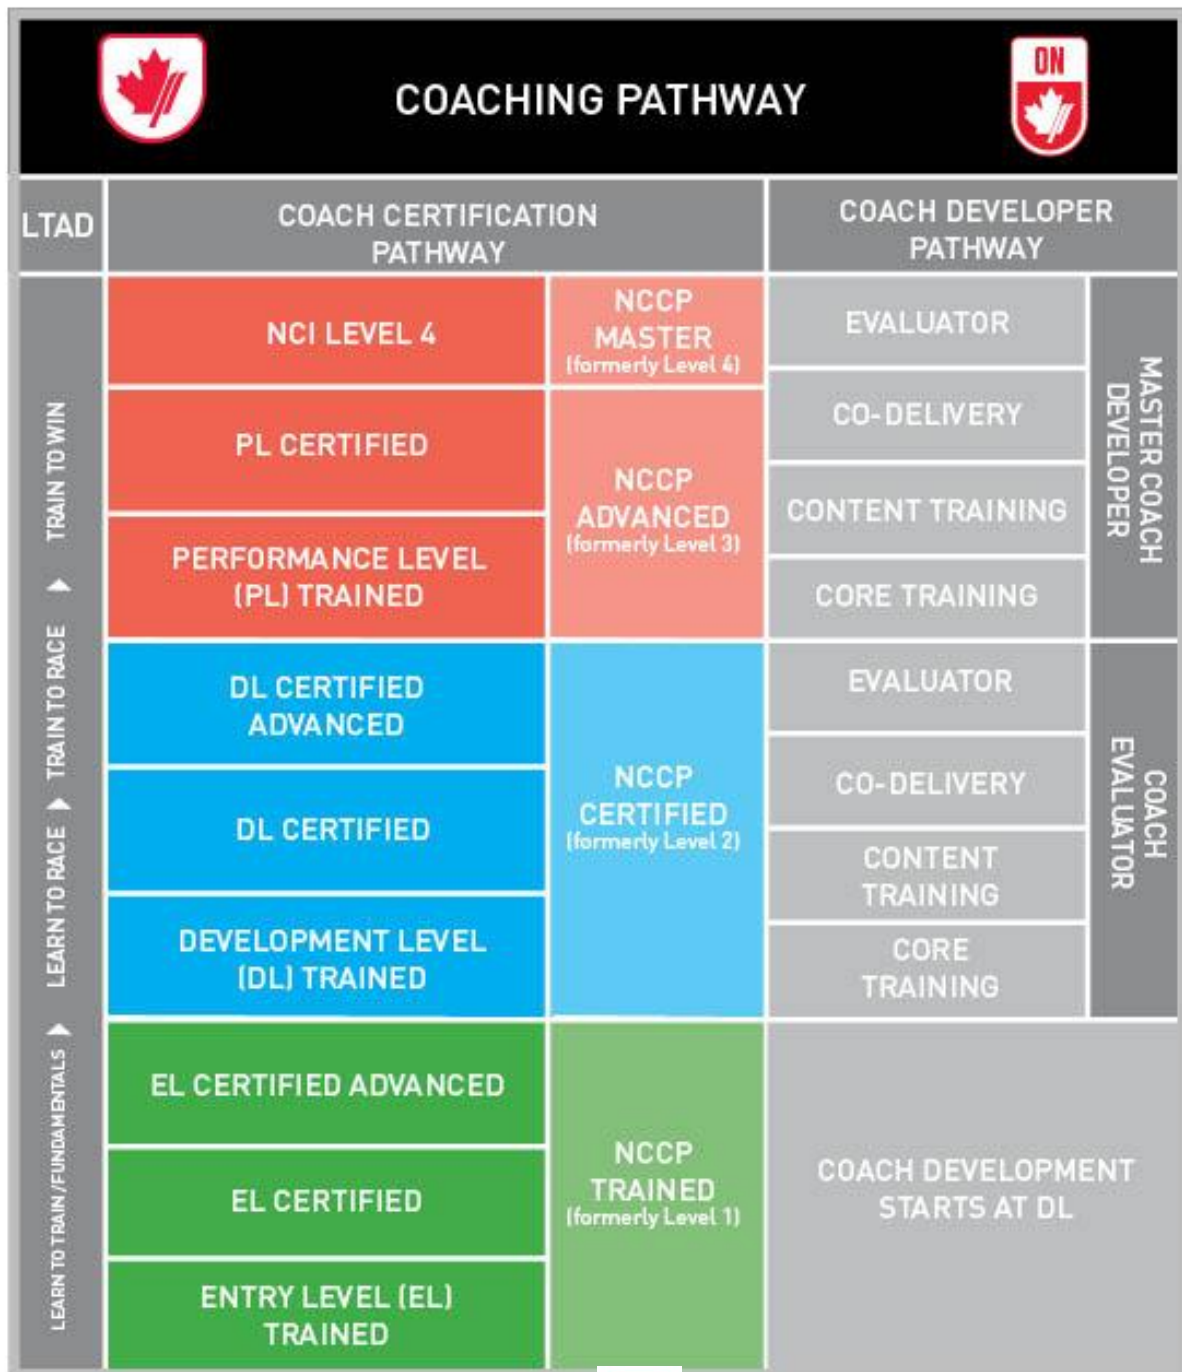 ON
COACHING PATHWAY
LTAD
COACH CERTIFICATION
PATHWAY
COACH DEVELOPER
PATHWAY
NCI LEVEL 4
NCCP
MASTER
(formerly Level 4)
EVALUATOR
CO-DELIVERY
PL CERTIFIED
NCCP
ADVANCED
(formerly Level 3)
CONTENT TRAINING
PERFORMANCE LEVEL
(PL) TRAINED
CORE TRAINING
MASTER COACH
DEVELOPER
DL CERTIFIED
ADVANCED
EVALUATOR
DL CERTIFIED
NCCP
CERTIFIED
(formerly Level 2)
CO-DELIVERY
CONTENT
TRAINING
DEVELOPMENT LEVEL
(DL) TRAINED
CORE
TRAINING
COACH
EVALUATOR
EL CERTIFIED ADVANCED
EL CERTIFIED
NCCP
TRAINED
(formerly Level 1)
COACH DEVELOPMENT
STARTS AT DL
ENTRY LEVEL (EL)
TRAINED
LEARN TO TRAIN/FUNDAMENTALS ▶ LEARN TO RACE ▶ TRAIN TO RACE ▶ TRAIN TO WIN